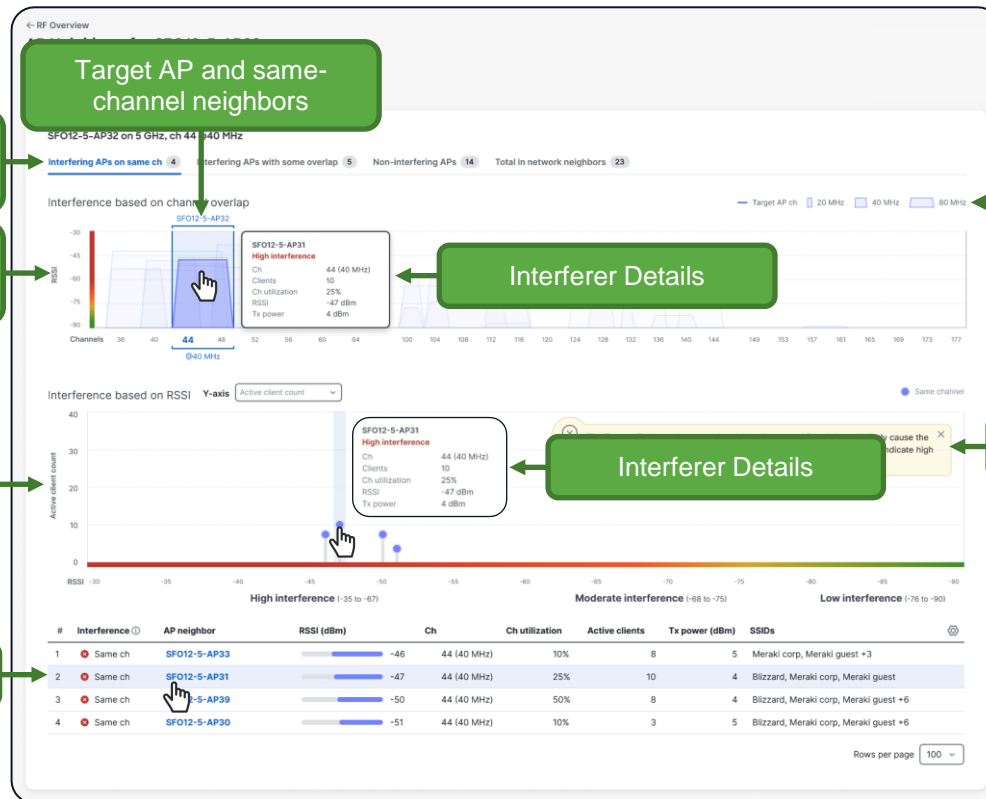 ← RF Overview
Target AP and same-
channel neighbors
SFO12-5-AP32 on 5 GHz, ch 44 @40 MHz
Interfering APs on same ch 4
Interfering APs with some overlap 5
Non-interfering APs 14
Total in network neighbors 23
Interference based on channel overlap
Target AP ch 20 MHz 40 MHz 80 MHz
SFO12-5-AP32
RSSI
-30
-45
-60
-75
-90
SFO12-5-AP31
High interference
Ch 44 (40 MHz)
Clients 10
Ch utilization 25%
RSSI -47 dBm
Tx power 4 dBm
Interferer Details
Channels 36 40 44 48 52 56 60 64 100 104 108 112 116 120 124 128 132 136 140 144 149 153 157 161 165 169 173 177
@40 MHz
Interference based on RSSI Y-axis Active client count
Same channel
Active client count
40
30
20
10
0
SFO12-5-AP31
High interference
Ch 44 (40 MHz)
Clients 10
Ch utilization 25%
RSSI -47 dBm
Tx power 4 dBm
Interferer Details
cause the
ndicate high
RSSI -30 -35 -40 -45 -50 -55 -60 -65 -70 -75 -80 -85 -90
High interference (-35 to -67) Moderate interference (-68 to -75) Low interference (-76 to -90)
# Interference AP neighbor RSSI (dBm) Ch Ch utilization Active clients Tx power (dBm) SSIDs
1 Same ch SFO12-5-AP33 -46 44 (40 MHz) 10% 8 5 Meraki corp, Meraki guest +3
2 Same ch SFO12-5-AP31 -47 44 (40 MHz) 25% 10 4 Blizzard, Meraki corp, Meraki guest
3 Same ch SFO12-5-AP39 -50 44 (40 MHz) 50% 8 4 Blizzard, Meraki corp, Meraki guest +6
4 Same ch SFO12-5-AP30 -51 44 (40 MHz) 10% 3 5 Blizzard, Meraki corp, Meraki guest +6
Rows per page 100